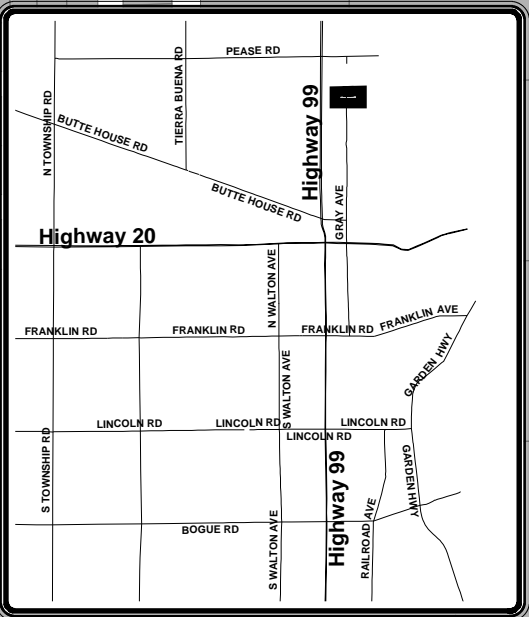 PEASE RD
TIERRA BUENA RD
N TOWNSHIP RD
Highway 99
BUTTE HOUSE RD
BUTTE HOUSE RD
GRAY AVE
Highway 20
N WALTON AVE
FRANKLIN RD
FRANKLIN RD
FRANKLIN RD
FRANKLIN AVE
GARDEN HWY
S WALTON AVE
LINCOLN RD
LINCOLN RD
LINCOLN RD
LINCOLN RD
S TOWNSHIP RD
Highway 99
GARDEN HWY
RAILROAD AVE
S WALTON AVE
BOGUE RD